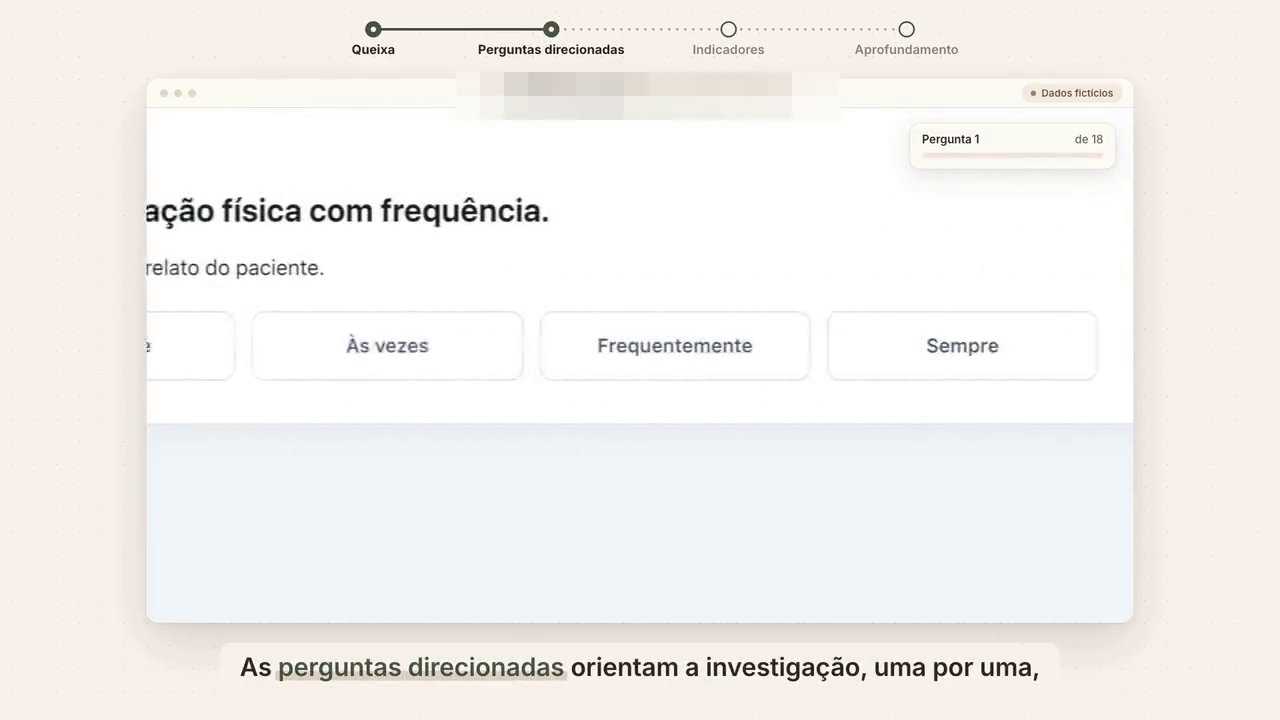 Queixa
Perguntas direcionadas
Indicadores
Aprofundamento
Dados fictícios
Pergunta 1
de 18
ação física com frequência.
relato do paciente.
Às vezes
Frequentemente
Sempre
As perguntas direcionadas orientam a investigação, uma por uma,